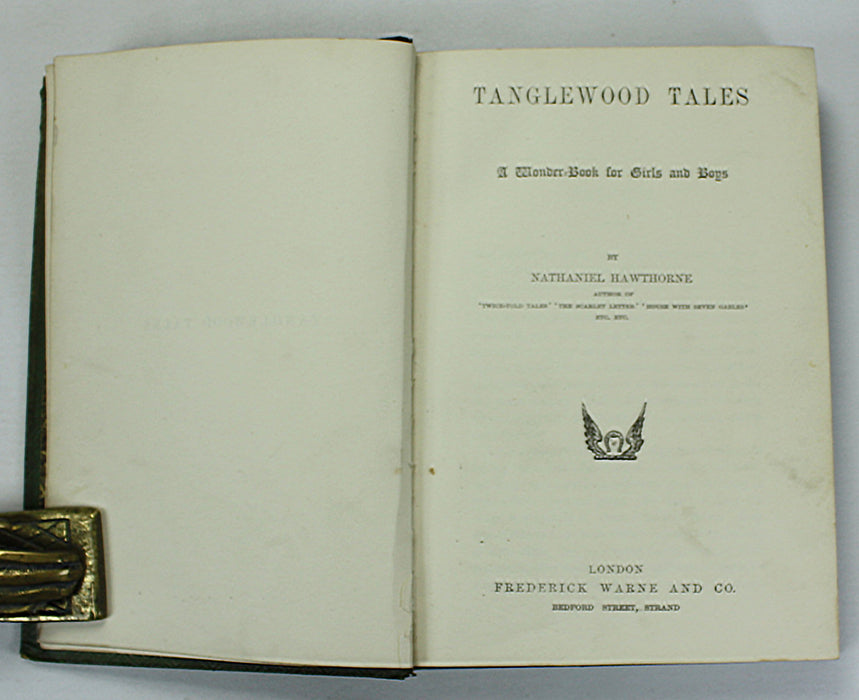 TANGLEWOOD TALES
A Wonder-Book for Girls and Boys
BY
NATHANIEL HAWTHORNE
AUTHOR OF
"TWICE-TOLD TALES" "THE SCARLET LETTER" "HOUSE WITH SEVEN GABLES"
ETC. ETC.
LONDON
FREDERICK WARNE AND CO.
BEDFORD STREET, STRAND